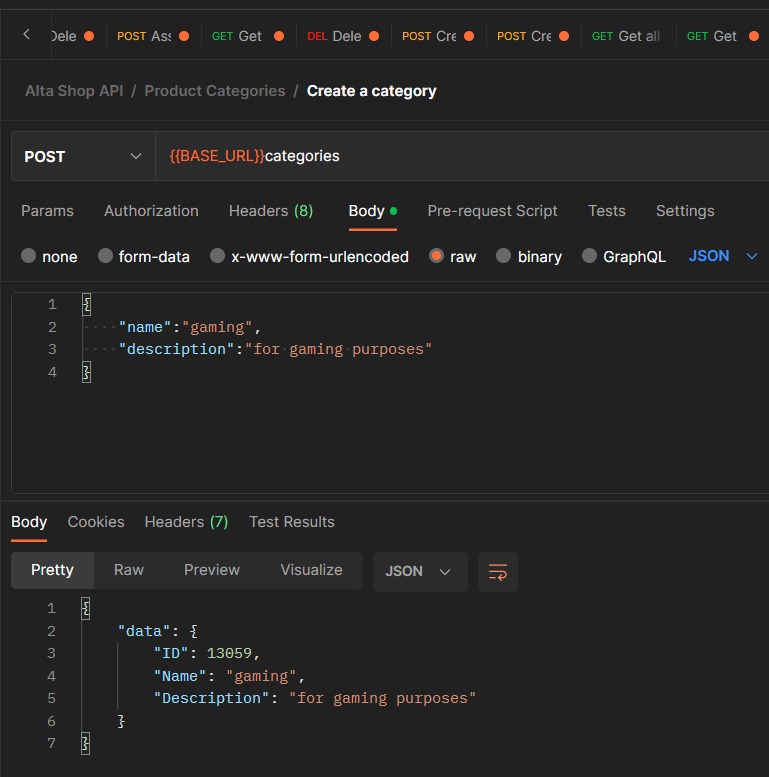 Dele POST Ass GET Get DEL Dele POST Cre POST Cre GET Get all GET Get
Alta Shop API / Product Categories / Create a category
POST {{BASE_URL}}categories
Params Authorization Headers (8) Body Pre-request Script Tests Settings
none form-data x-www-form-urlencoded raw binary GraphQL JSON
1 {
2 "name":"gaming",
3 "description":"for gaming purposes"
4 }
Body Cookies Headers (7) Test Results
Pretty Raw Preview Visualize JSON
1 {
2 "data": {
3 "ID": 13059,
4 "Name": "gaming",
5 "Description": "for gaming purposes"
6 }
7 }